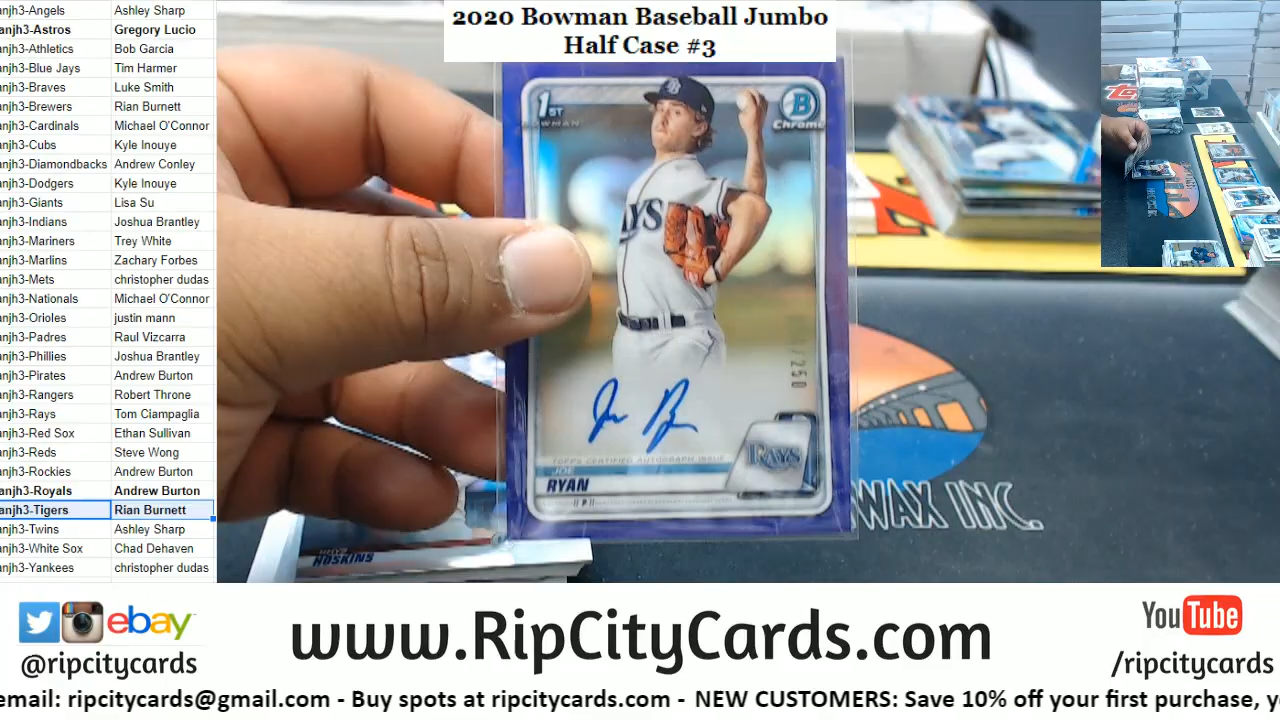 2020 Bowman Baseball Jumbo
Half Case #3
anjh3-Angels Ashley Sharp
anjh3-Astros Gregory Lucio
anjh3-Athletics Bob Garcia
anjh3-Blue Jays Tim Harmer
anjh3-Braves Luke Smith
anjh3-Brewers Rian Burnett
anjh3-Cardinals Michael O'Connor
anjh3-Cubs Kyle Inouye
anjh3-Diamondbacks Andrew Conley
anjh3-Dodgers Kyle Inouye
anjh3-Giants Lisa Su
anjh3-Indians Joshua Brantley
anjh3-Mariners Trey White
anjh3-Marlins Zachary Forbes
anjh3-Mets christopher dudas
anjh3-Nationals Michael O'Connor
anjh3-Orioles justin mann
anjh3-Padres Raul Vizcarra
anjh3-Phillies Joshua Brantley
anjh3-Pirates Andrew Burton
anjh3-Rangers Robert Throne
anjh3-Rays Tom Ciampaglia
anjh3-Red Sox Ethan Sullivan
anjh3-Reds Steve Wong
anjh3-Rockies Andrew Burton
anjh3-Royals Andrew Burton
anjh3-Tigers Rian Burnett
anjh3-Twins Ashley Sharp
anjh3-White Sox Chad Dehaven
anjh3-Yankees christopher dudas
1ST
BOWMAN
B
Chrome
RAYS
/250
TOPPS CERTIFIED AUTOGRAPH ISSUE
JOE
RYAN
P
RAYS
HOSKINS
WAX INC.
ebay
@ripcitycards
www.RipCityCards.com
YouTube
/ripcitycards
email: ripcitycards@gmail.com - Buy spots at ripcitycards.com - NEW CUSTOMERS: Save 10% off your first purchase, y